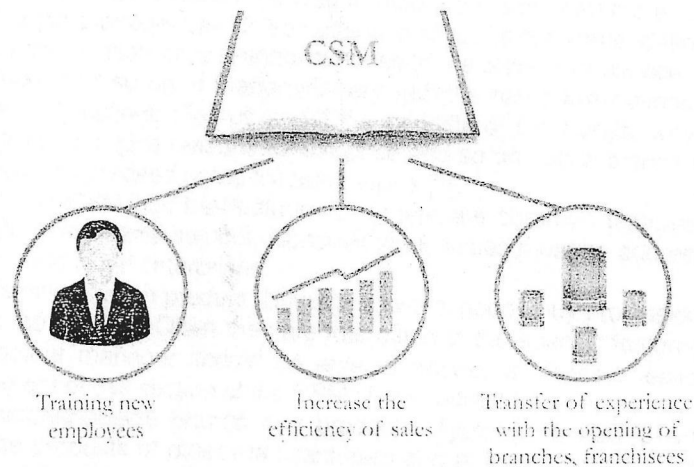 CSM
Training new
employees
Increase the
efficiency of sales
Transfer of experience
with the opening of
branches, franchisees